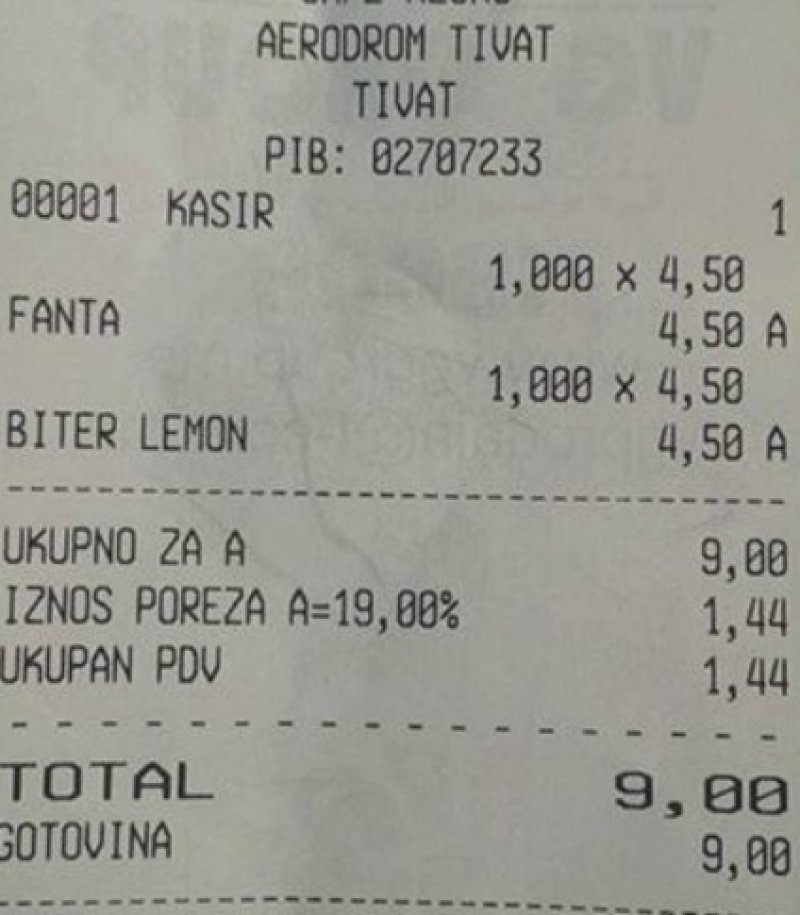 AERODROM TIVAT
TIVAT
PIB: 02707233
00001 KASIR 1
1,000 x 4,50
FANTA 4,50 A
1,000 x 4,50
BITER LEMON 4,50 A
UKUPNO ZA A 9,00
IZNOS POREZA A=19,00% 1,44
UKUPAN PDV 1,44
TOTAL 9,00
GOTOVINA 9,00